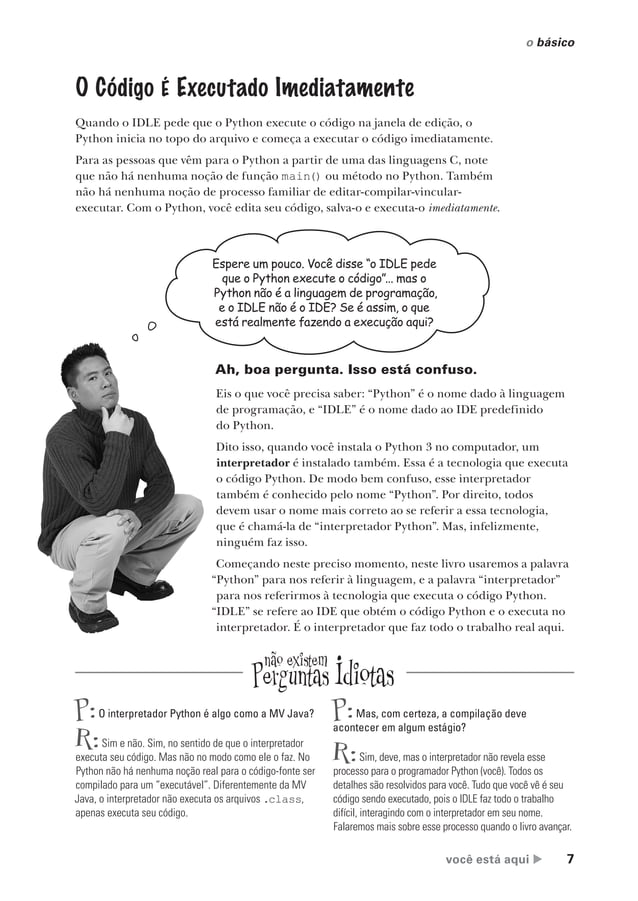 o básico
O Código É Executado Imediatamente
Quando o IDLE pede que o Python execute o código na janela de edição, o
Python inicia no topo do arquivo e começa a executar o código imediatamente.
Para as pessoas que vêm para o Python a partir de uma das linguagens C, note
que não há nenhuma noção de função main() ou método no Python. Também
não há nenhuma noção de processo familiar de editar-compilar-vincular-
executar. Com o Python, você edita seu código, salva-o e executa-o imediatamente.
Espere um pouco. Você disse “o IDLE pede
que o Python execute o código”... mas o
Python não é a linguagem de programação,
e o IDLE não é o IDE? Se é assim, o que
está realmente fazendo a execução aqui?
Ah, boa pergunta. Isso está confuso.
Eis o que você precisa saber: “Python” é o nome dado à linguagem
de programação, e “IDLE” é o nome dado ao IDE predefinido
do Python.
Dito isso, quando você instala o Python 3 no computador, um
interpretador é instalado também. Essa é a tecnologia que executa
o código Python. De modo bem confuso, esse interpretador
também é conhecido pelo nome “Python”. Por direito, todos
devem usar o nome mais correto ao se referir a essa tecnologia,
que é chamá-la de “interpretador Python”. Mas, infelizmente,
ninguém faz isso.
Começando neste preciso momento, neste livro usaremos a palavra
“Python” para nos referir à linguagem, e a palavra “interpretador”
para nos referirmos à tecnologia que executa o código Python.
“IDLE” se refere ao IDE que obtém o código Python e o executa no
interpretador. É o interpretador que faz todo o trabalho real aqui.
não existem
Perguntas Idiotas
P: O interpretador Python é algo como a MV Java?
R: Sim e não. Sim, no sentido de que o interpretador
executa seu código. Mas não no modo como ele o faz. No
Python não há nenhuma noção real para o código-fonte ser
compilado para um “executável”. Diferentemente da MV
Java, o interpretador não executa os arquivos .class,
apenas executa seu código.
P: Mas, com certeza, a compilação deve
acontecer em algum estágio?
R: Sim, deve, mas o interpretador não revela esse
processo para o programador Python (você). Todos os
detalhes são resolvidos para você. Tudo que você vê é seu
código sendo executado, pois o IDLE faz todo o trabalho
difícil, interagindo com o interpretador em seu nome.
Falaremos mais sobre esse processo quando o livro avançar.
você está aqui ▶ 7